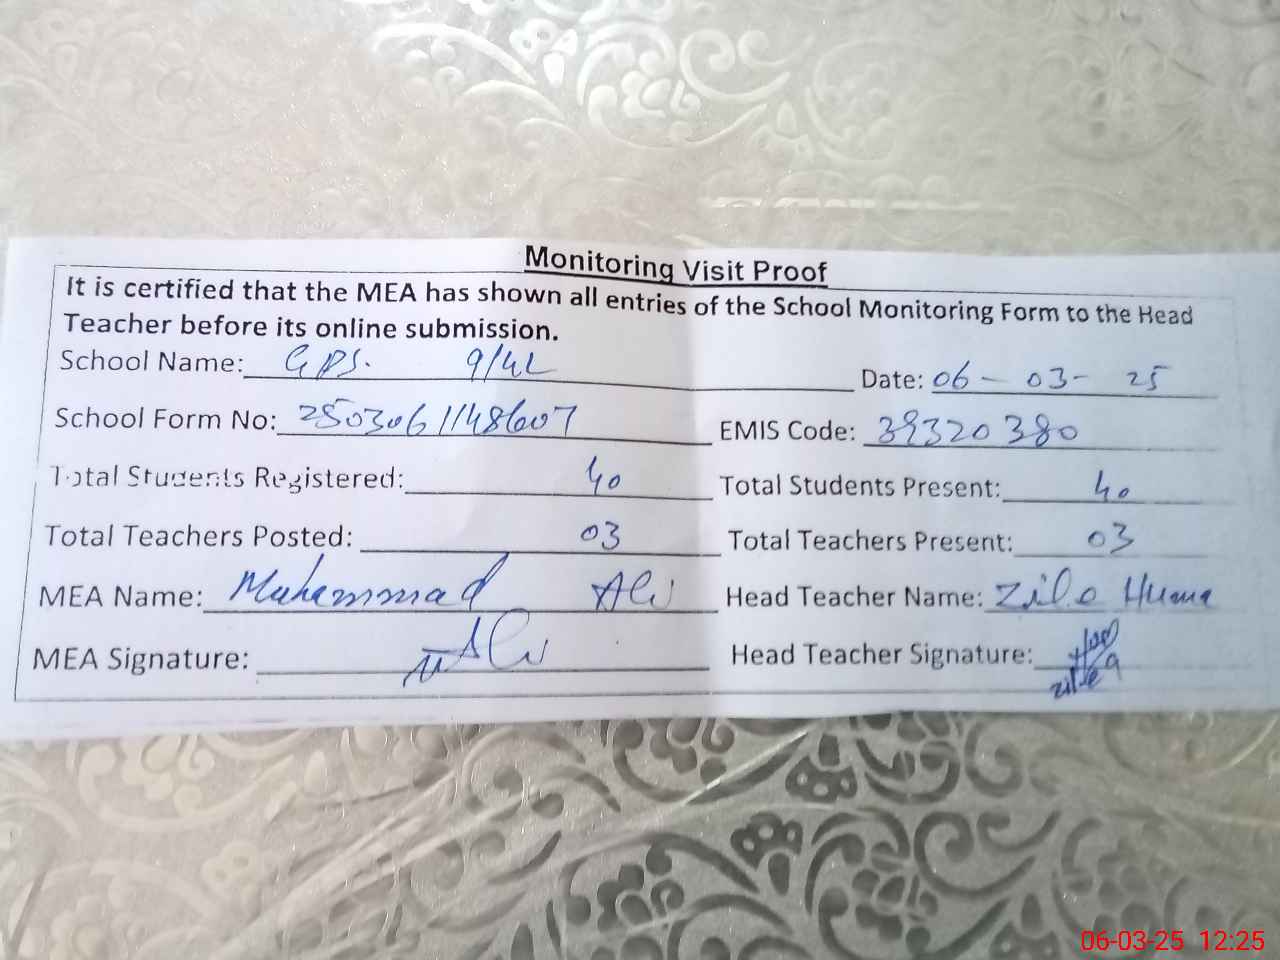 Monitoring Visit Proof
It is certified that the MEA has shown all entries of the School Monitoring Form to the Head
Teacher before its online submission.
School Name: GPS. 9/4L Date: 06-03-25
School Form No: 2503061148607 EMIS Code: 39320380
Total Students Registered: 40 Total Students Present: 40
Total Teachers Posted: 03 Total Teachers Present: 03
MEA Name: Muhammad Ali Head Teacher Name: Zile Huma
MEA Signature: M Ali Head Teacher Signature:
06-03-25 12:25